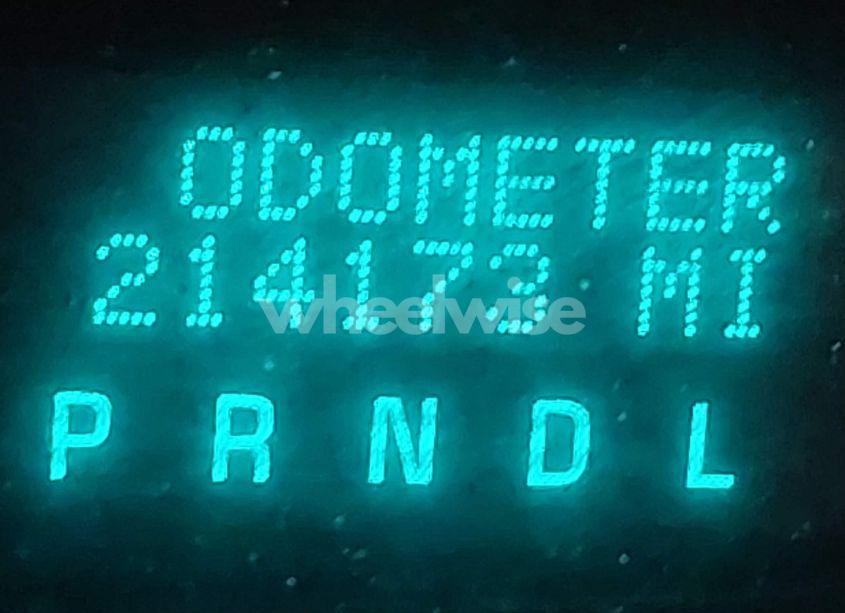 ODOMETER
214173 MI
wheelwise
P R N D L